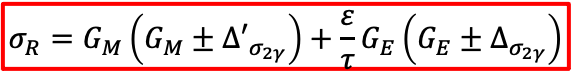 σ_R = G_M (G_M ± Δ′_{σ_{2γ}}) + ε/τ G_E (G_E ± Δ_{σ_{2γ}})